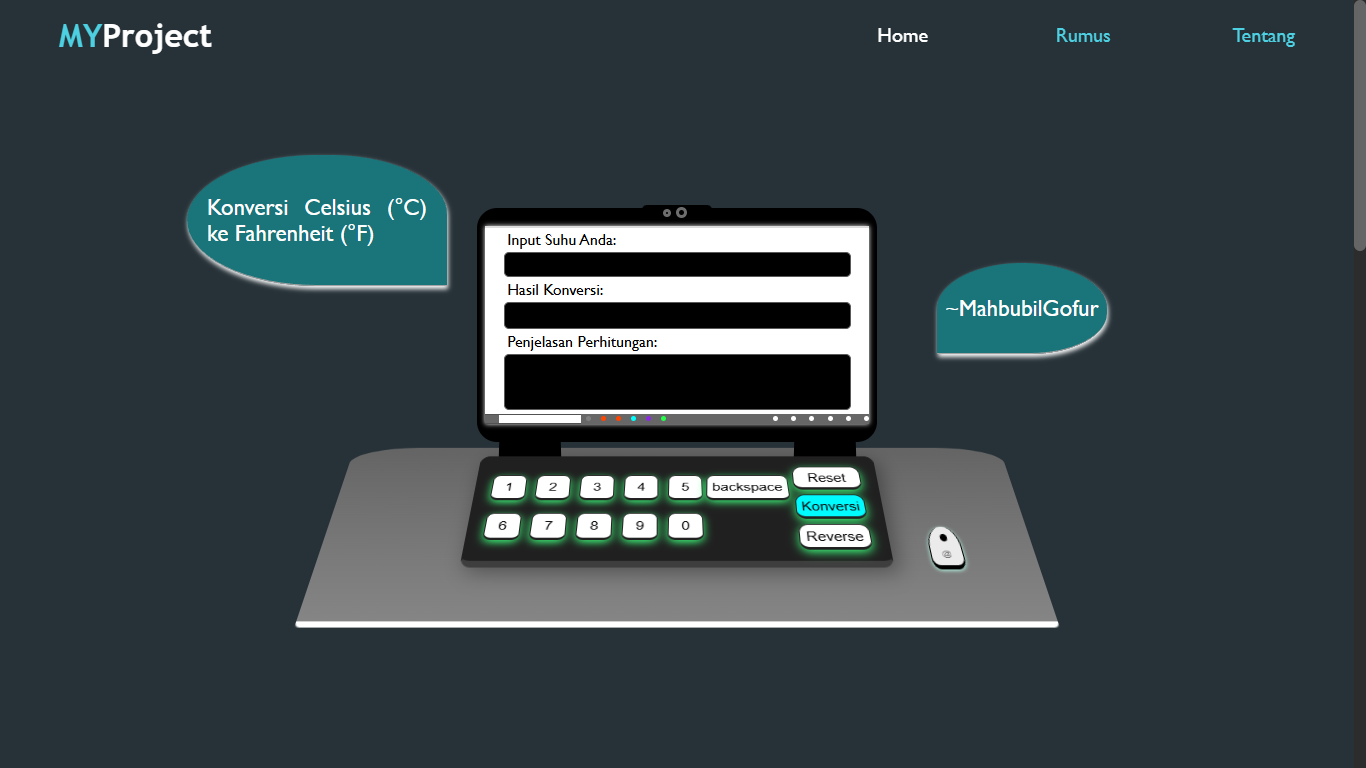 MYProject
Home
Rumus
Tentang
Konversi Celsius (°C)
ke Fahrenheit (°F)
Input Suhu Anda:
Hasil Konversi:
Penjelasan Perhitungan:
~MahbubilGofur
1 2 3 4 5 backspace
Reset
Konversi
6 7 8 9 0
Reverse